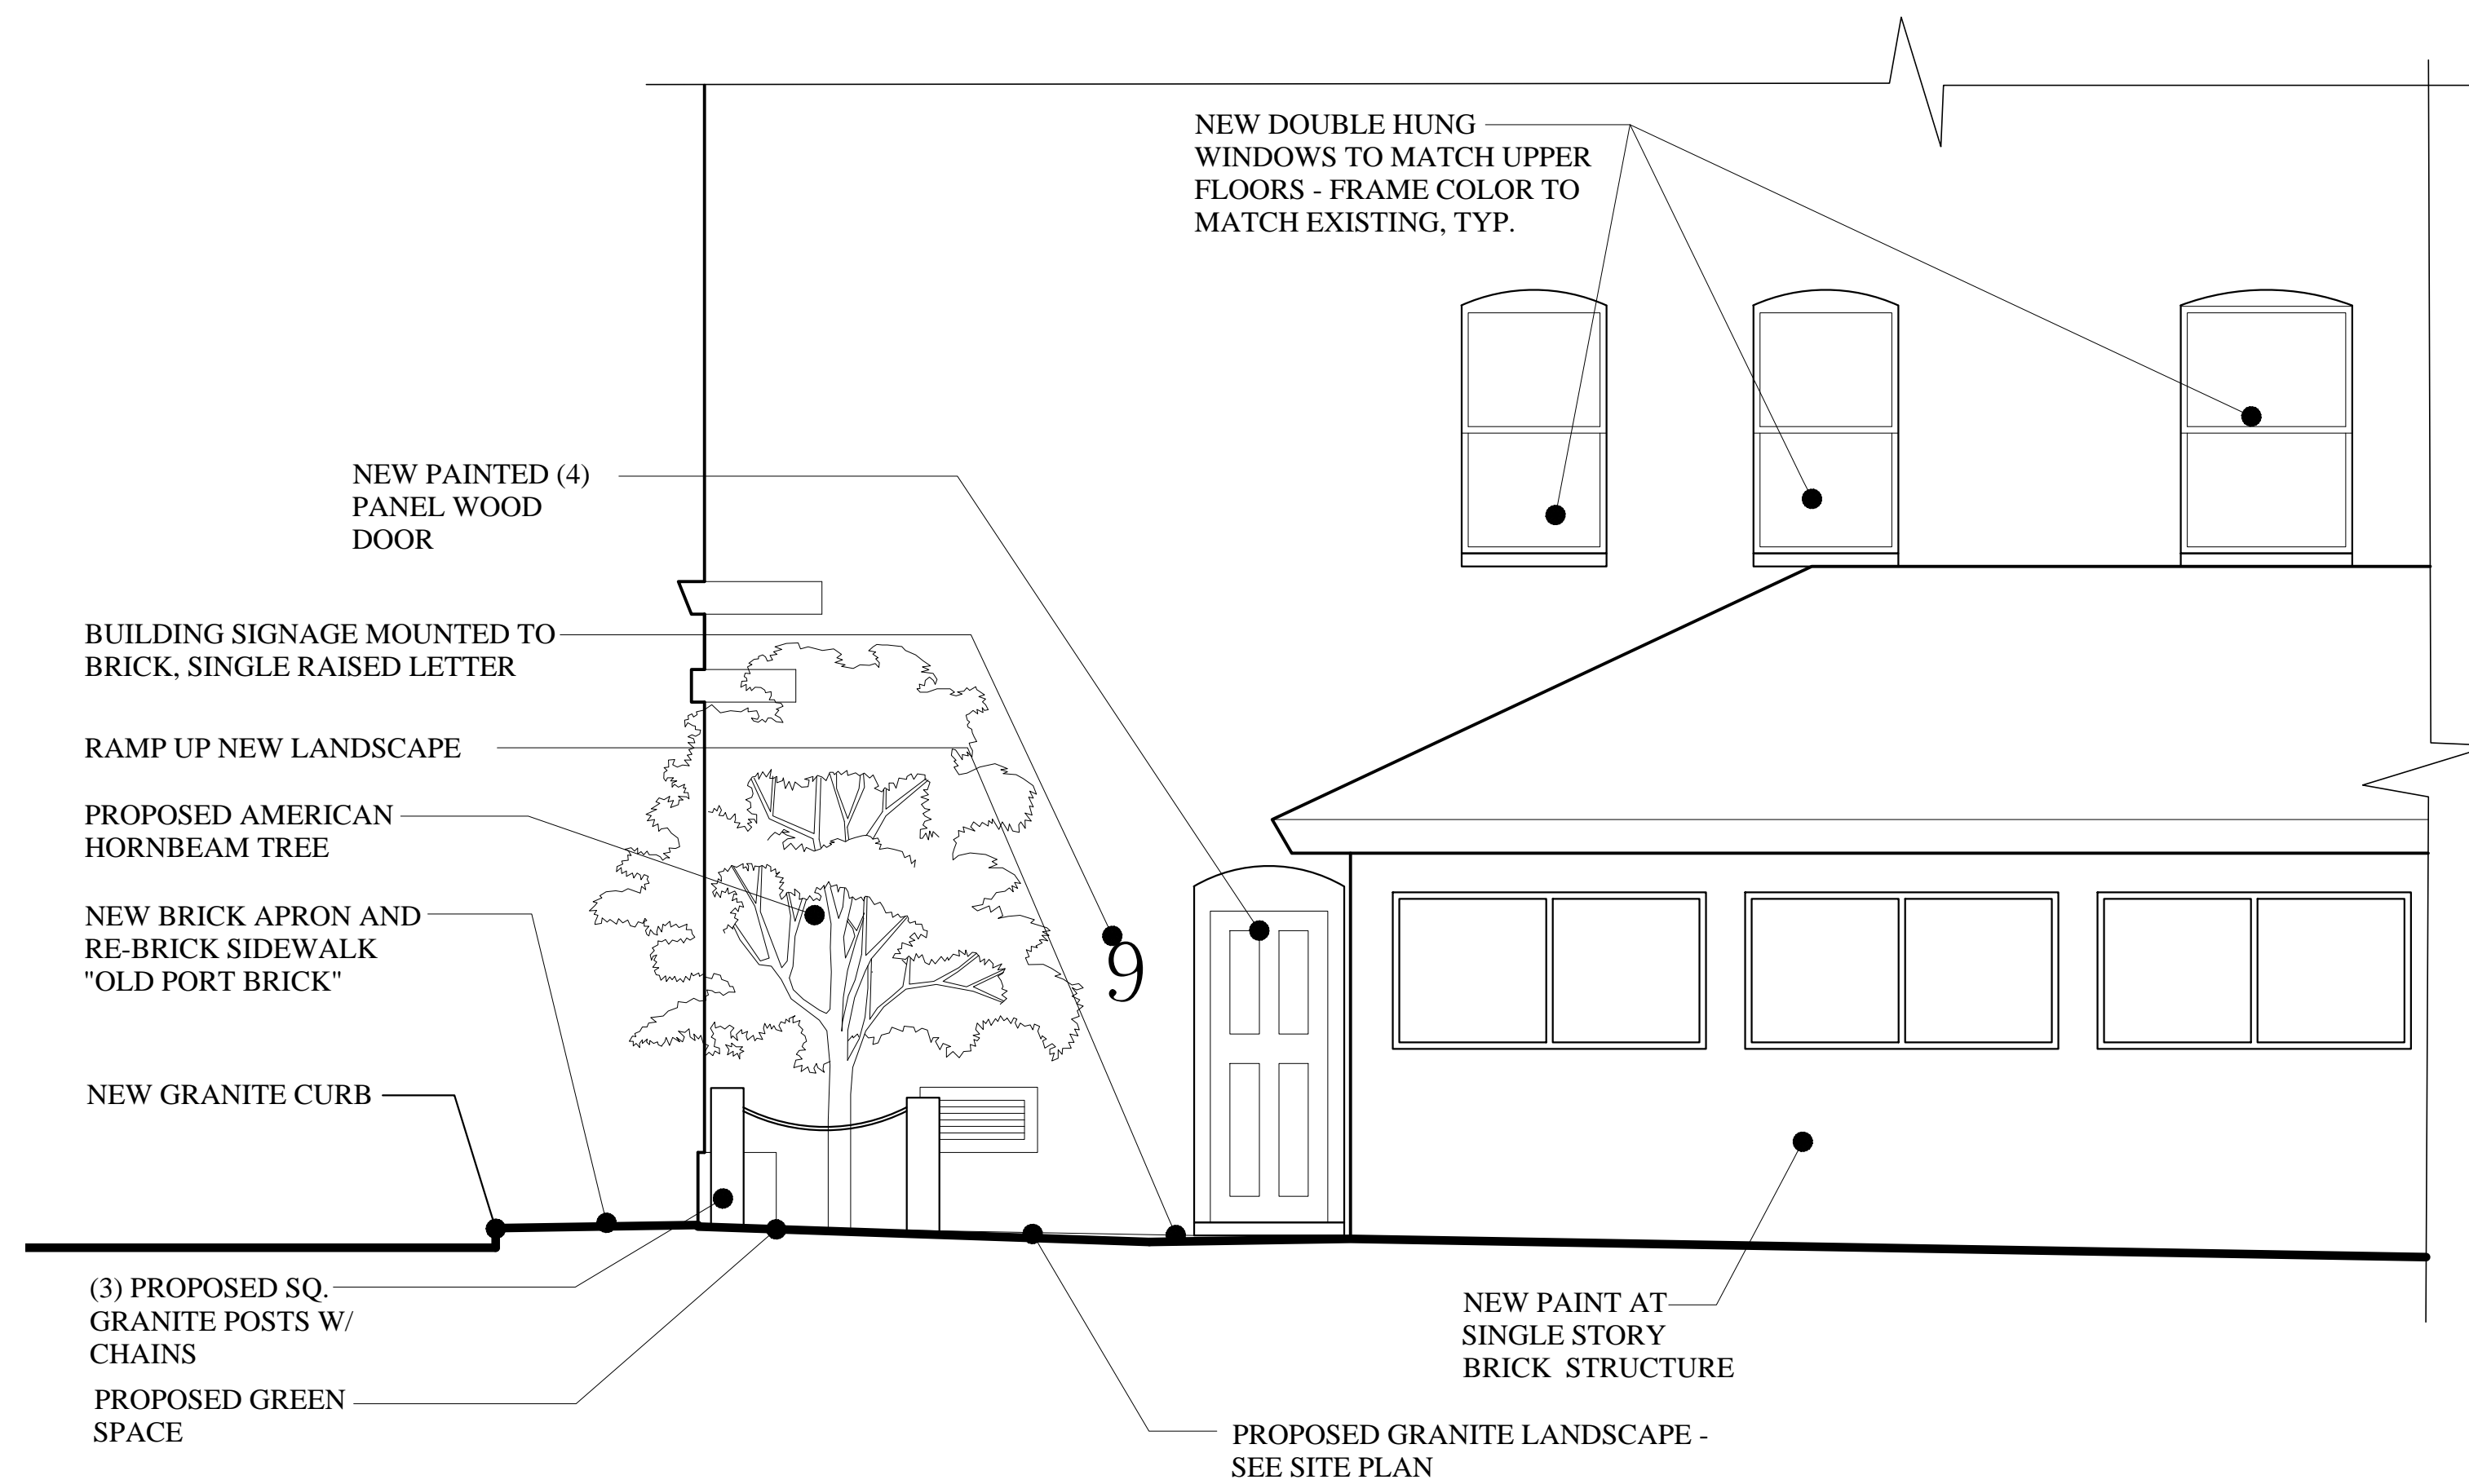 NEW DOUBLE HUNG
WINDOWS TO MATCH UPPER
FLOORS - FRAME COLOR TO
MATCH EXISTING, TYP.
NEW PAINTED (4)
PANEL WOOD
DOOR
BUILDING SIGNAGE MOUNTED TO
BRICK, SINGLE RAISED LETTER
RAMP UP NEW LANDSCAPE
PROPOSED AMERICAN
HORNBEAM TREE
NEW BRICK APRON AND
RE-BRICK SIDEWALK
"OLD PORT BRICK"
9
NEW GRANITE CURB
(3) PROPOSED SQ.
GRANITE POSTS W/
CHAINS
PROPOSED GREEN
SPACE
NEW PAINT AT
SINGLE STORY
BRICK STRUCTURE
PROPOSED GRANITE LANDSCAPE -
SEE SITE PLAN